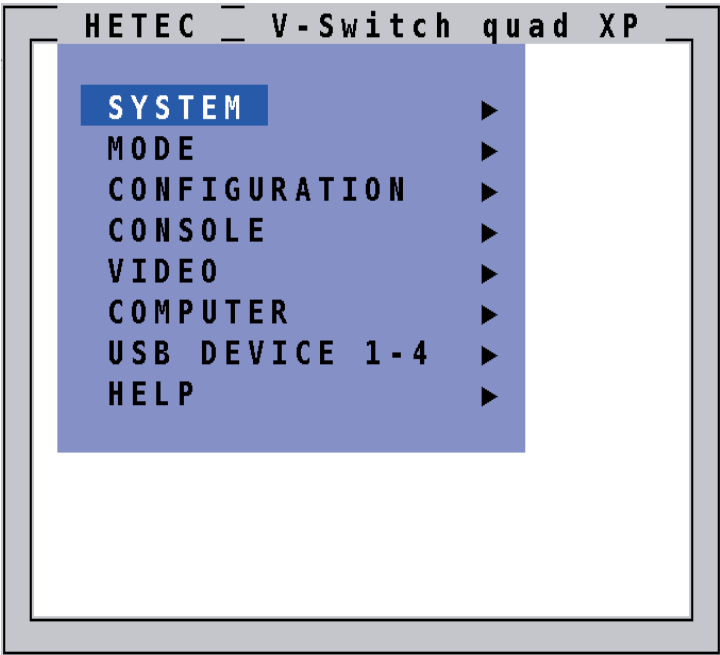 HETEC _ V-Switch quad XP
SYSTEM ▶
MODE ▶
CONFIGURATION ▶
CONSOLE ▶
VIDEO ▶
COMPUTER ▶
USB DEVICE 1-4 ▶
HELP ▶